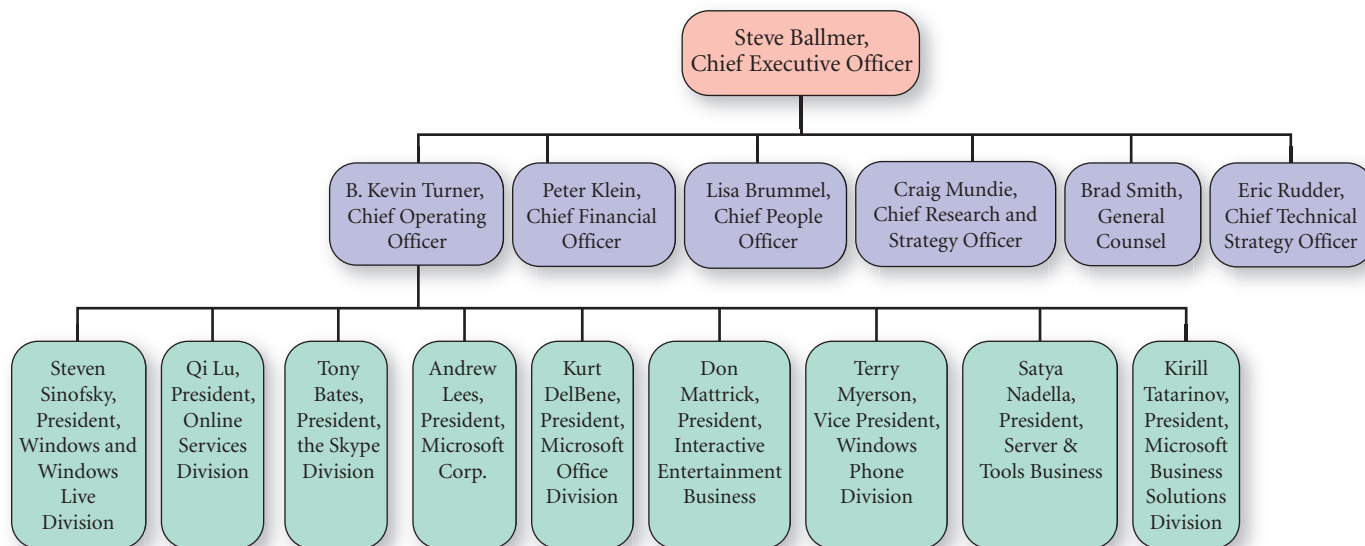 Steve Ballmer,
Chief Executive Officer
B. Kevin Turner,
Chief Operating
Officer
Peter Klein,
Chief Financial
Officer
Lisa Brummel,
Chief People
Officer
Craig Mundie,
Chief Research and
Strategy Officer
Brad Smith,
General
Counsel
Eric Rudder,
Chief Technical
Strategy Officer
Steven
Sinofsky,
President,
Windows and
Windows
Live
Division
Qi Lu,
President,
Online
Services
Division
Tony
Bates,
President,
the Skype
Division
Andrew
Lees,
President,
Microsoft
Corp.
Kurt
DelBene,
President,
Microsoft
Office
Division
Don
Mattrick,
President,
Interactive
Entertainment
Business
Terry
Myerson,
Vice President,
Windows
Phone
Division
Satya
Nadella,
President,
Server &
Tools Business
Kirill
Tatarinov,
President,
Microsoft
Business
Solutions
Division